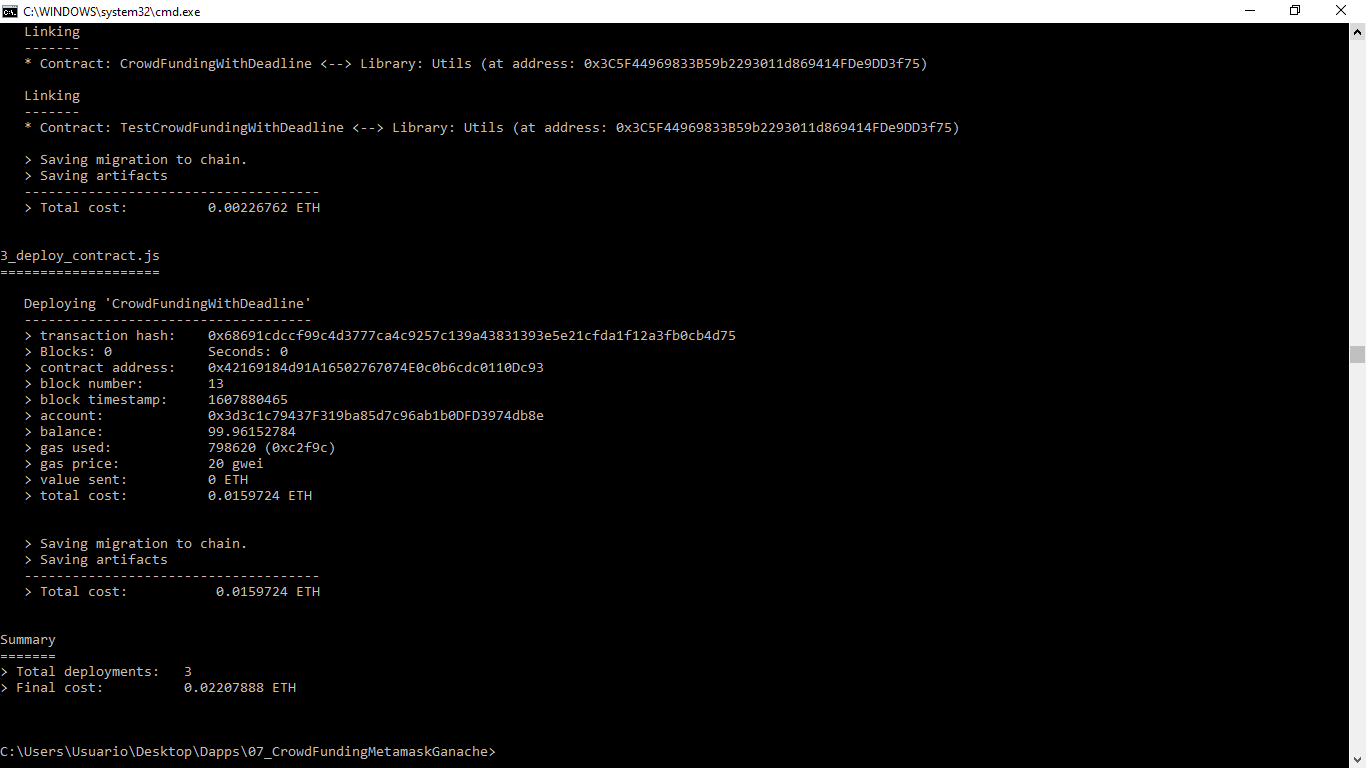 C:\WINDOWS\system32\cmd.exe
Linking
-------
* Contract: CrowdFundingWithDeadline <--> Library: Utils (at address: 0x3C5F44969833B59b2293011d869414FDe9DD3f75)
Linking
-------
* Contract: TestCrowdFundingWithDeadline <--> Library: Utils (at address: 0x3C5F44969833B59b2293011d869414FDe9DD3f75)
> Saving migration to chain.
> Saving artifacts
-------------------------------------
> Total cost:          0.00226762 ETH
3_deploy_contract.js
====================
Deploying 'CrowdFundingWithDeadline'
------------------------------------
> transaction hash:    0x68691cdccf99c4d3777ca4c9257c139a43831393e5e21cfda1f12a3fb0cb4d75
> Blocks: 0            Seconds: 0
> contract address:    0x42169184d91A16502767074E0c0b6cdc0110Dc93
> block number:        13
> block timestamp:     1607880465
> account:             0x3d3c1c79437F319ba85d7c96ab1b0DFD3974db8e
> balance:             99.96152784
> gas used:            798620 (0xc2f9c)
> gas price:           20 gwei
> value sent:          0 ETH
> total cost:          0.0159724 ETH
> Saving migration to chain.
> Saving artifacts
-------------------------------------
> Total cost:           0.0159724 ETH
Summary
=======
> Total deployments:   3
> Final cost:          0.02207888 ETH
C:\Users\Usuario\Desktop\Dapps\07_CrowdFundingMetamaskGanache>